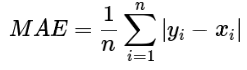 MAE = \frac{1}{n} \sum_{i=1}^{n} |y_i - x_i|